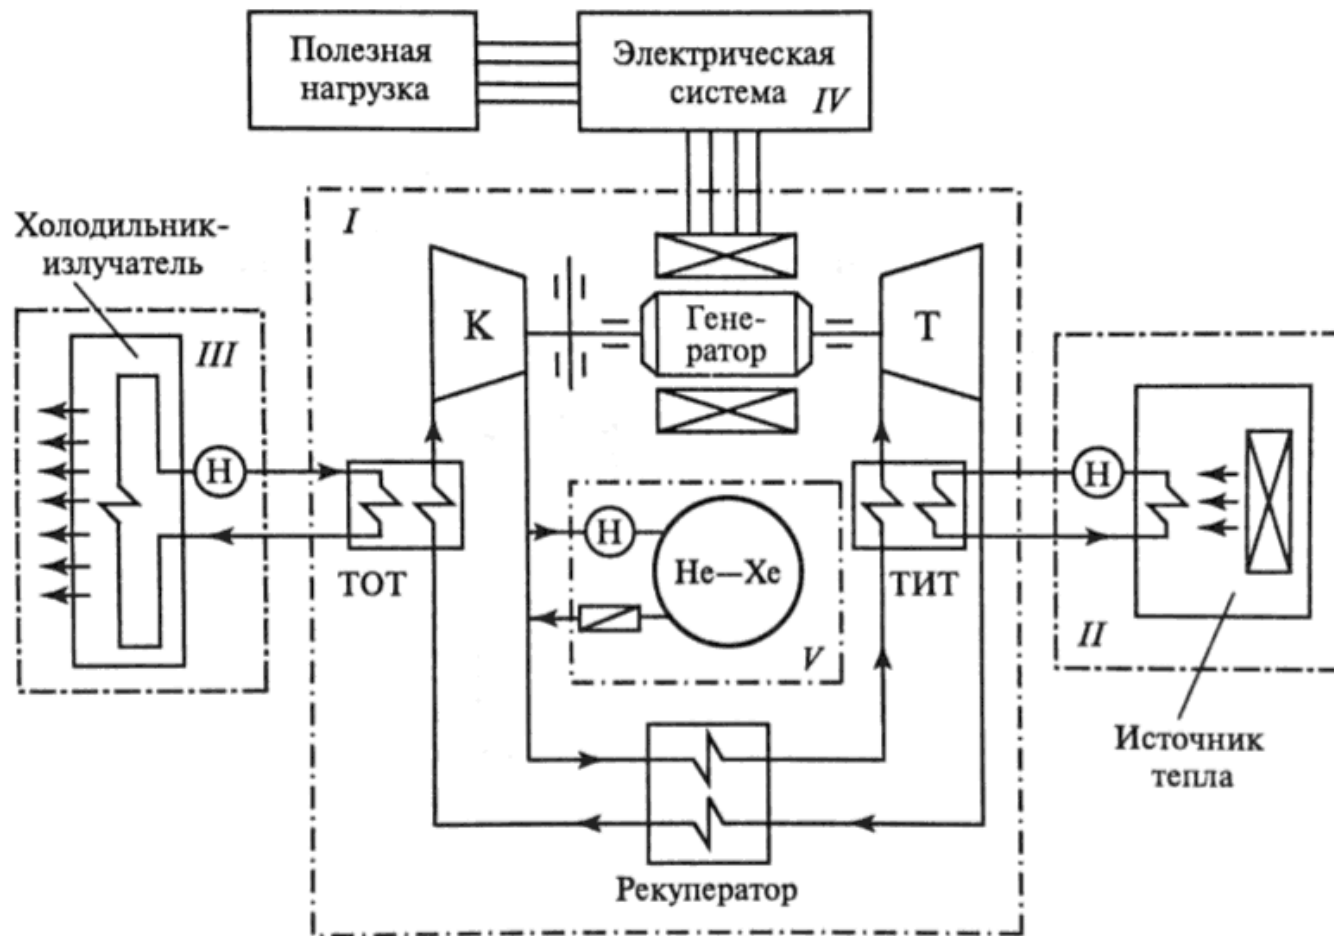 Полезная
нагрузка
Электрическая
система
IV
Холодильник-
излучатель
I
III
К
Гене-
ратор
Т
Н
Н
Н
He—Xe
ТОТ
ТИТ
V
II
Источник
тепла
Рекуператор